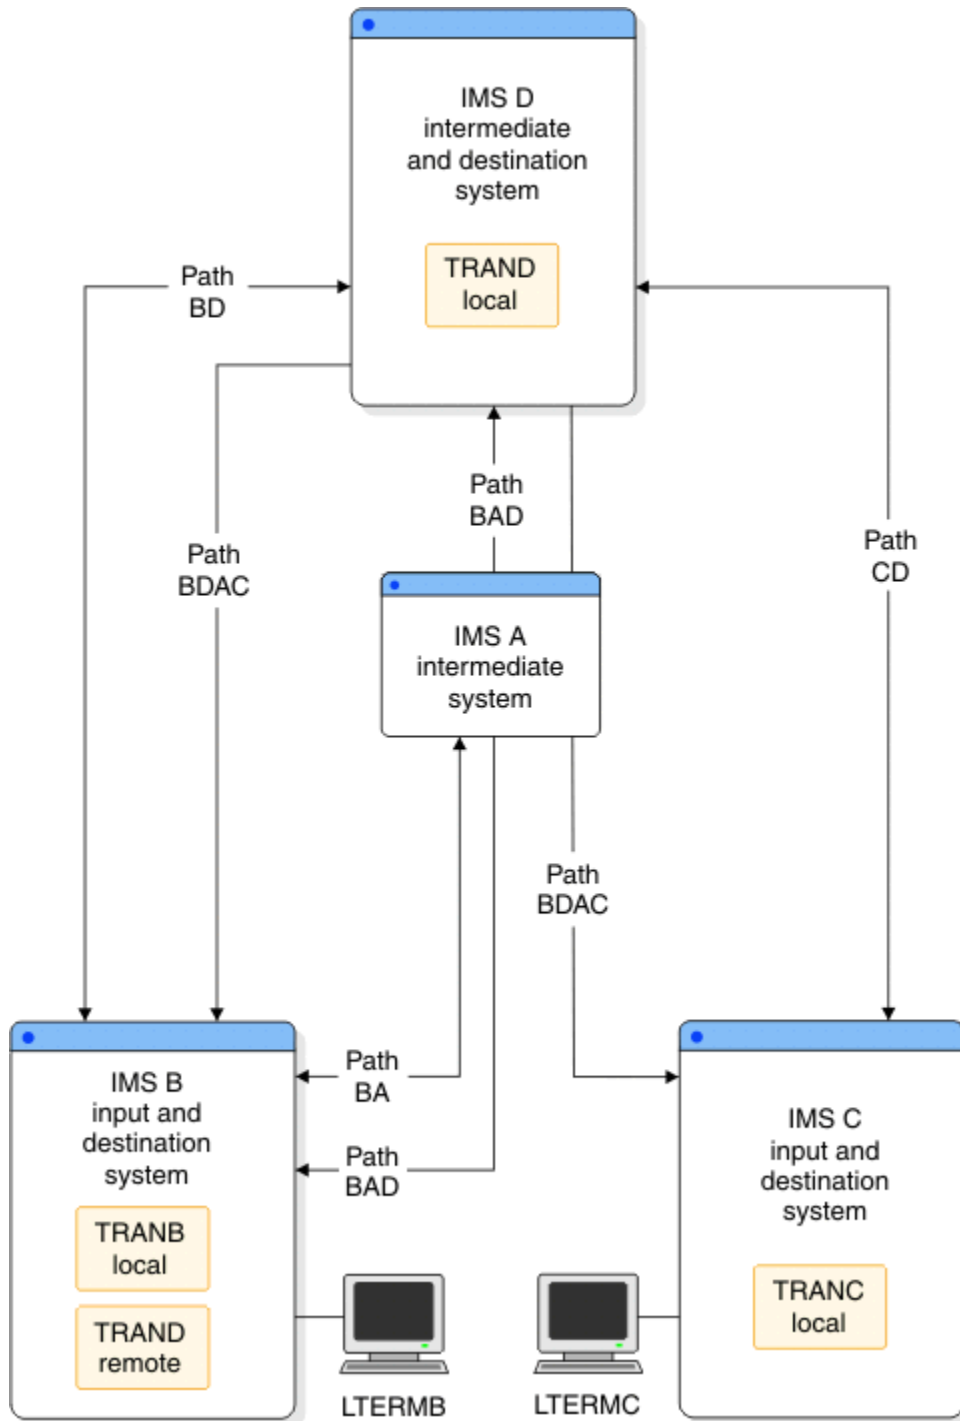 IMS D
intermediate
and destination
system
TRAND
local
Path
BD
Path
BAD
Path
BDAC
Path
CD
IMS A
intermediate
system
Path
BDAC
Path
BA
Path
BAD
IMS B
input and
destination
system
TRANB
local
TRAND
remote
IMS C
input and
destination
system
TRANC
local
LTERMB
LTERMC